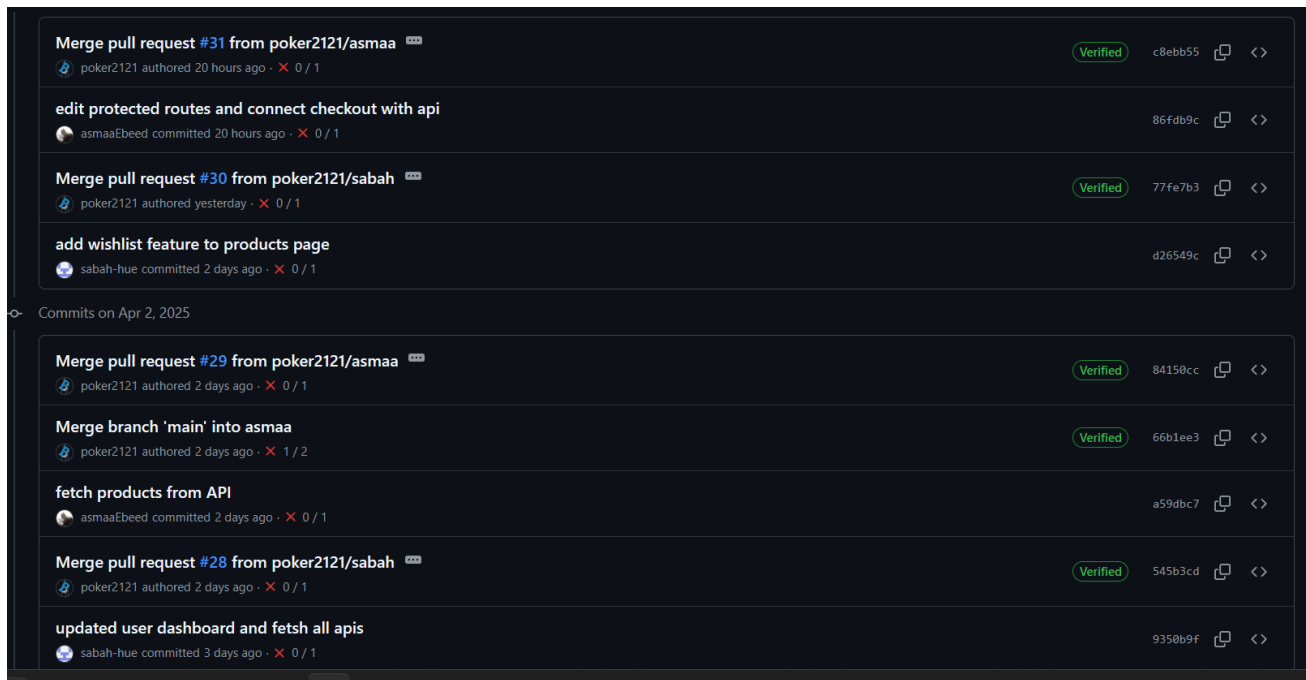 Merge pull request #31 from poker2121/asmaa
Verified c8ebb55
poker2121 authored 20 hours ago · 0 / 1
edit protected routes and connect checkout with api
86fdb9c
asmaaEbeed committed 20 hours ago · 0 / 1
Merge pull request #30 from poker2121/sabah
Verified 77fe7b3
poker2121 authored yesterday · 0 / 1
add wishlist feature to products page
d26549c
sabah-hue committed 2 days ago · 0 / 1
Commits on Apr 2, 2025
Merge pull request #29 from poker2121/asmaa
Verified 84150cc
poker2121 authored 2 days ago · 0 / 1
Merge branch 'main' into asmaa
Verified 66b1ee3
poker2121 authored 2 days ago · 1 / 2
fetch products from API
a59dbc7
asmaaEbeed committed 2 days ago · 0 / 1
Merge pull request #28 from poker2121/sabah
Verified 545b3cd
poker2121 authored 2 days ago · 0 / 1
updated user dashboard and fetsh all apis
9350b9f
sabah-hue committed 3 days ago · 0 / 1